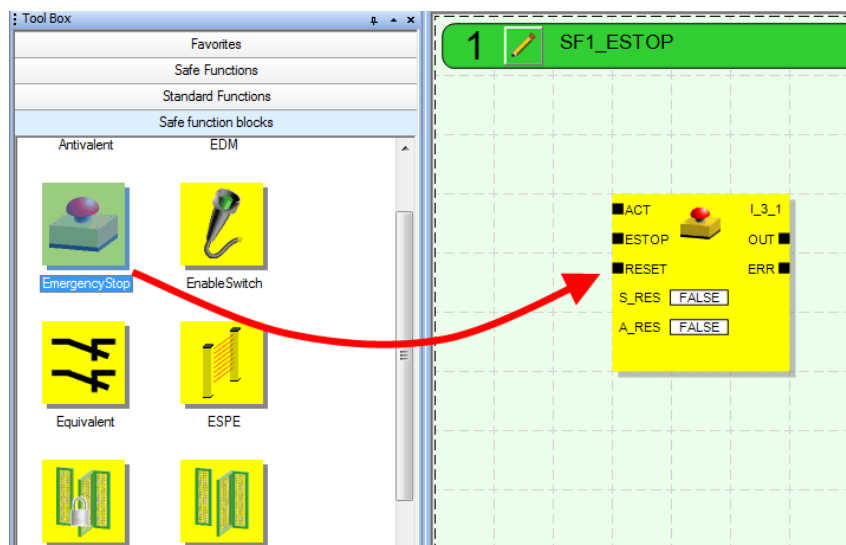 Tool Box
Favorites
Safe Functions
Standard Functions
Safe function blocks
Antivalent
EDM
EmergencyStop
EnableSwitch
Equivalent
ESPE
1
SF1_ESTOP
ACT
I_3_1
ESTOP
OUT
RESET
ERR
S_RES FALSE
A_RES FALSE